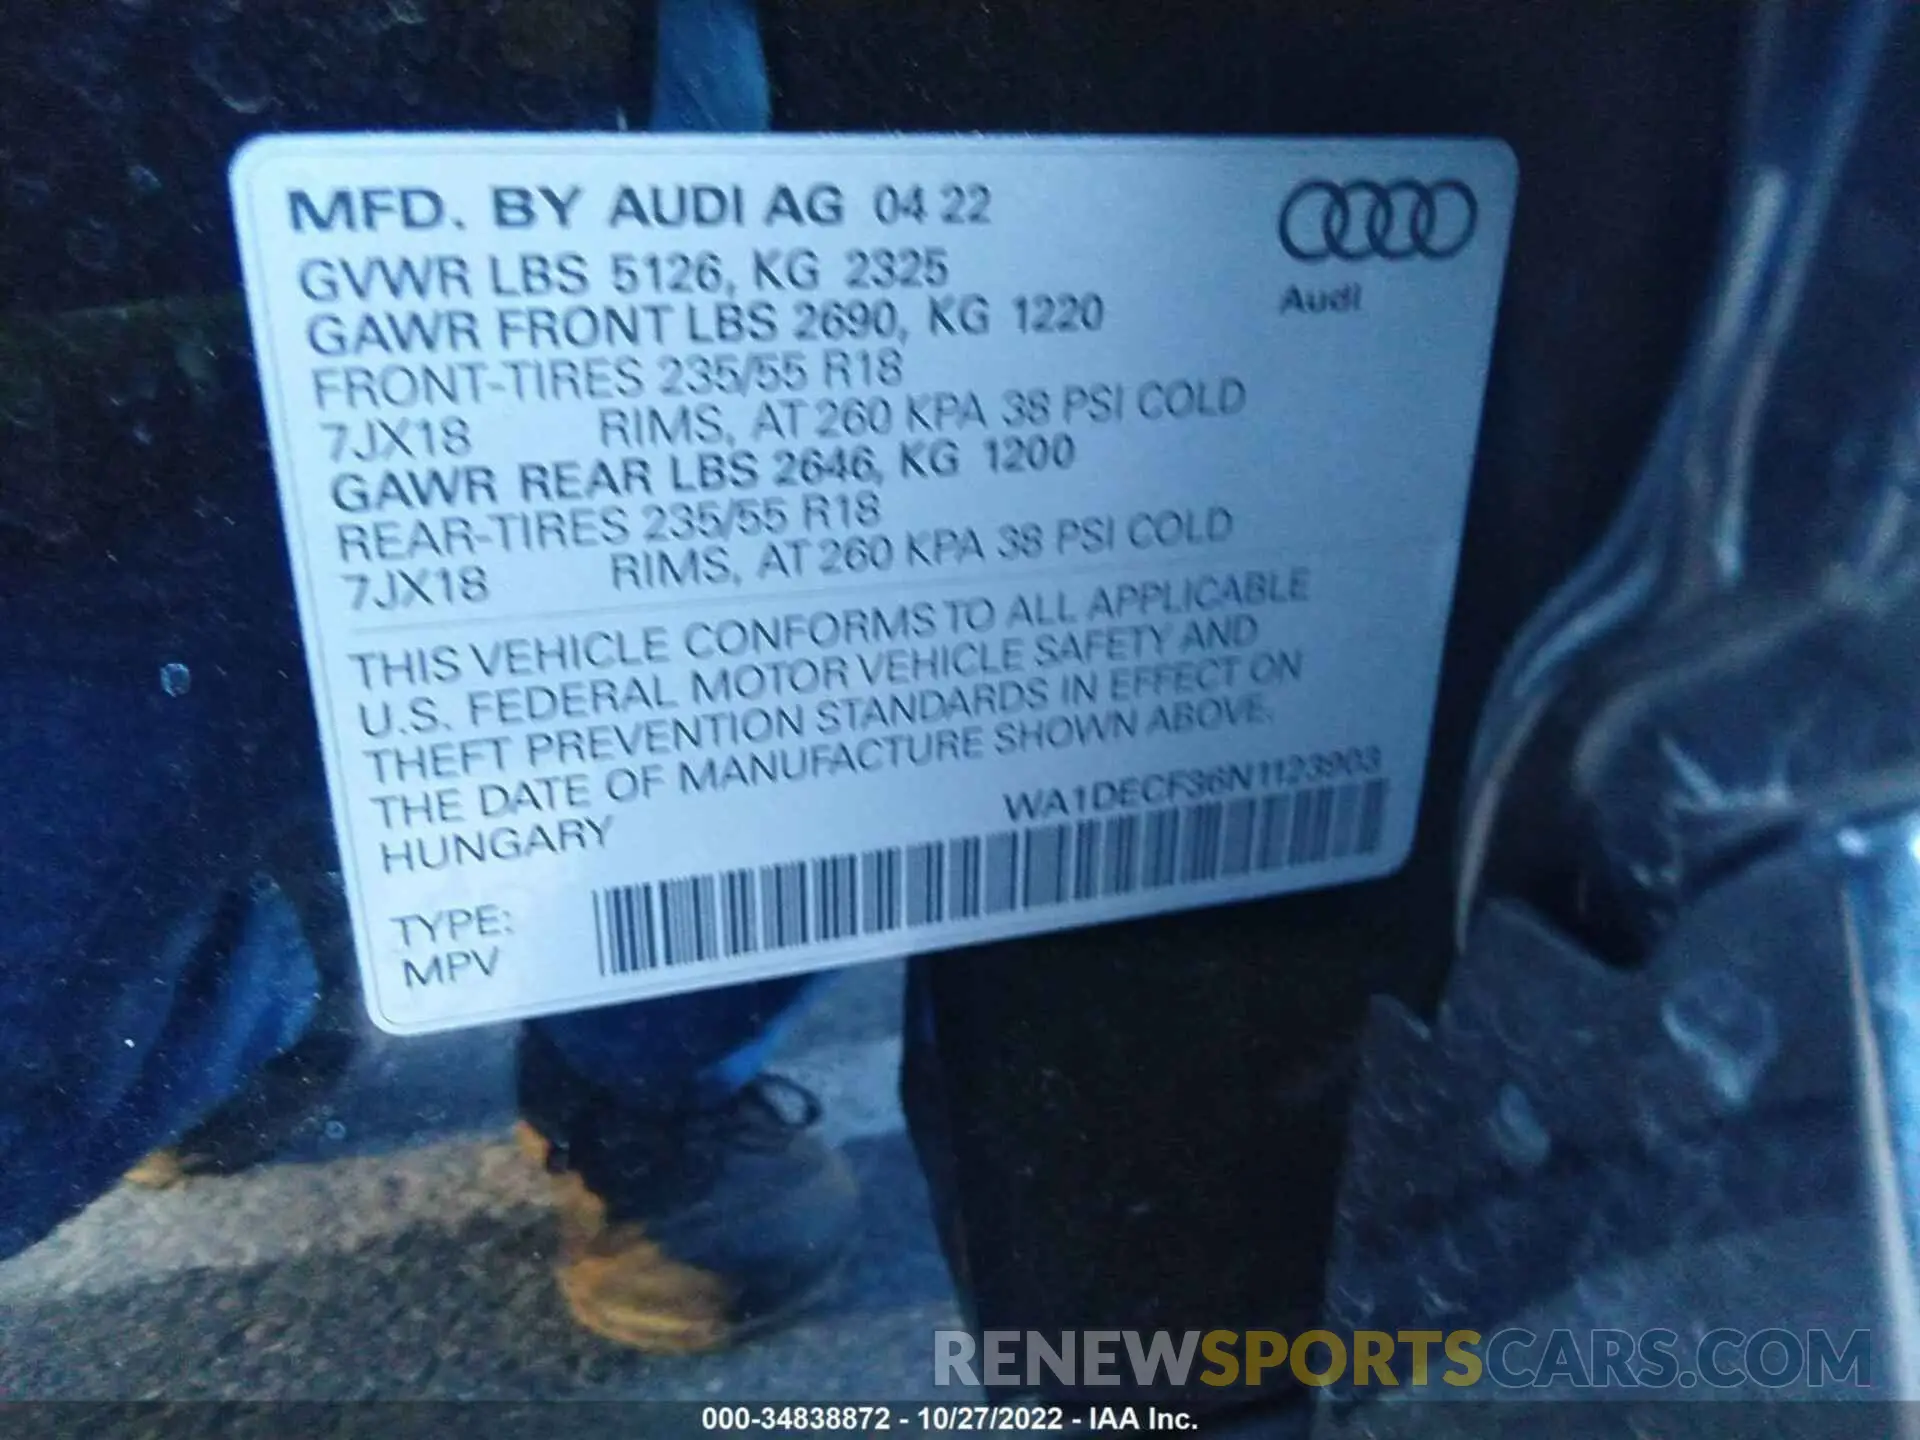 MFD. BY AUDI AG 04 22
Audi
GVWR LBS 5126, KG 2325
GAWR FRONT LBS 2690, KG 1220
FRONT-TIRES 235/55 R18
7JX18 RIMS, AT 260 KPA 38 PSI COLD
GAWR REAR LBS 2646, KG 1200
REAR-TIRES 235/55 R18
7JX18 RIMS, AT 260 KPA 38 PSI COLD
THIS VEHICLE CONFORMS TO ALL APPLICABLE
U.S. FEDERAL MOTOR VEHICLE SAFETY AND
THEFT PREVENTION STANDARDS IN EFFECT ON
THE DATE OF MANUFACTURE SHOWN ABOVE.
HUNGARY WA1DECF36N1123903
TYPE:
MPV
RENEWSPORTSCARS.COM
000-34838872 - 10/27/2022 - IAA Inc.